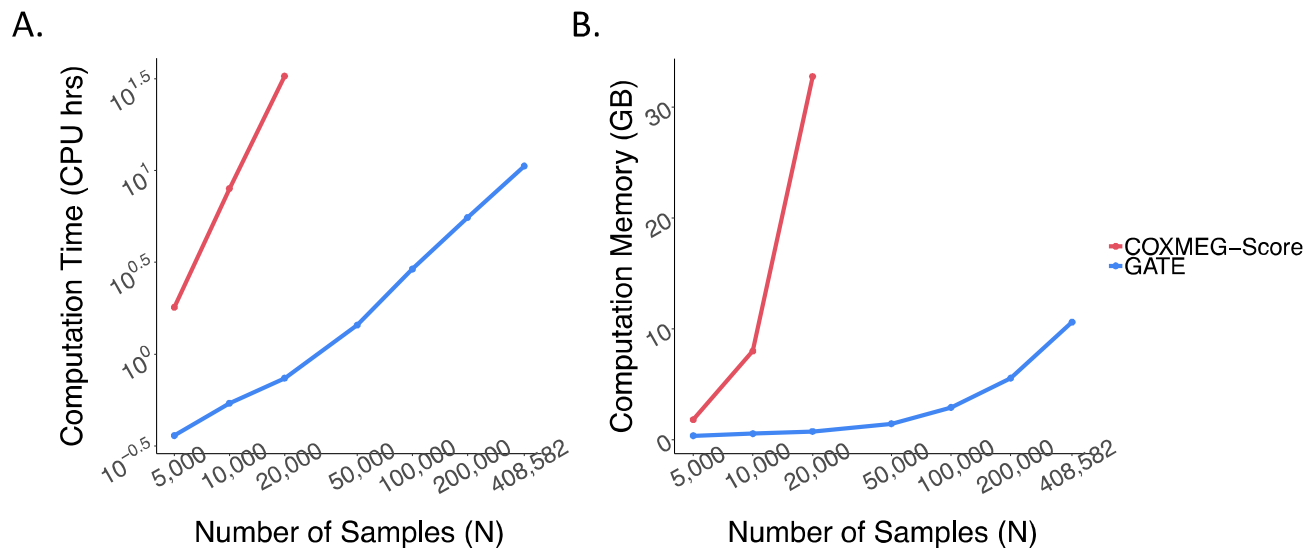 A.
B.
Computation Time (CPU hrs)
10^1.5
10^1
10^0.5
10^0
10^−0.5
5,000
10,000
20,000
50,000
100,000
200,000
408,582
Number of Samples (N)
Computation Memory (GB)
30
20
10
0
5,000
10,000
20,000
50,000
100,000
200,000
408,582
Number of Samples (N)
COXMEG−Score
GATE